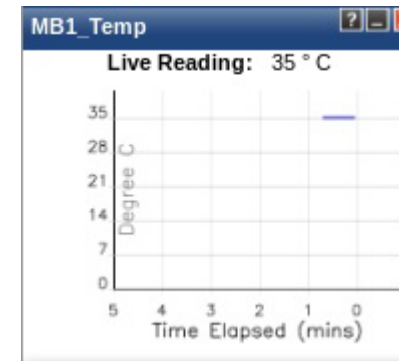 MB1_Temp ? _
Live Reading: 35 ° C
35
28
21
14
7
0
Degree C
5 4 3 2 1 0
Time Elapsed (mins)